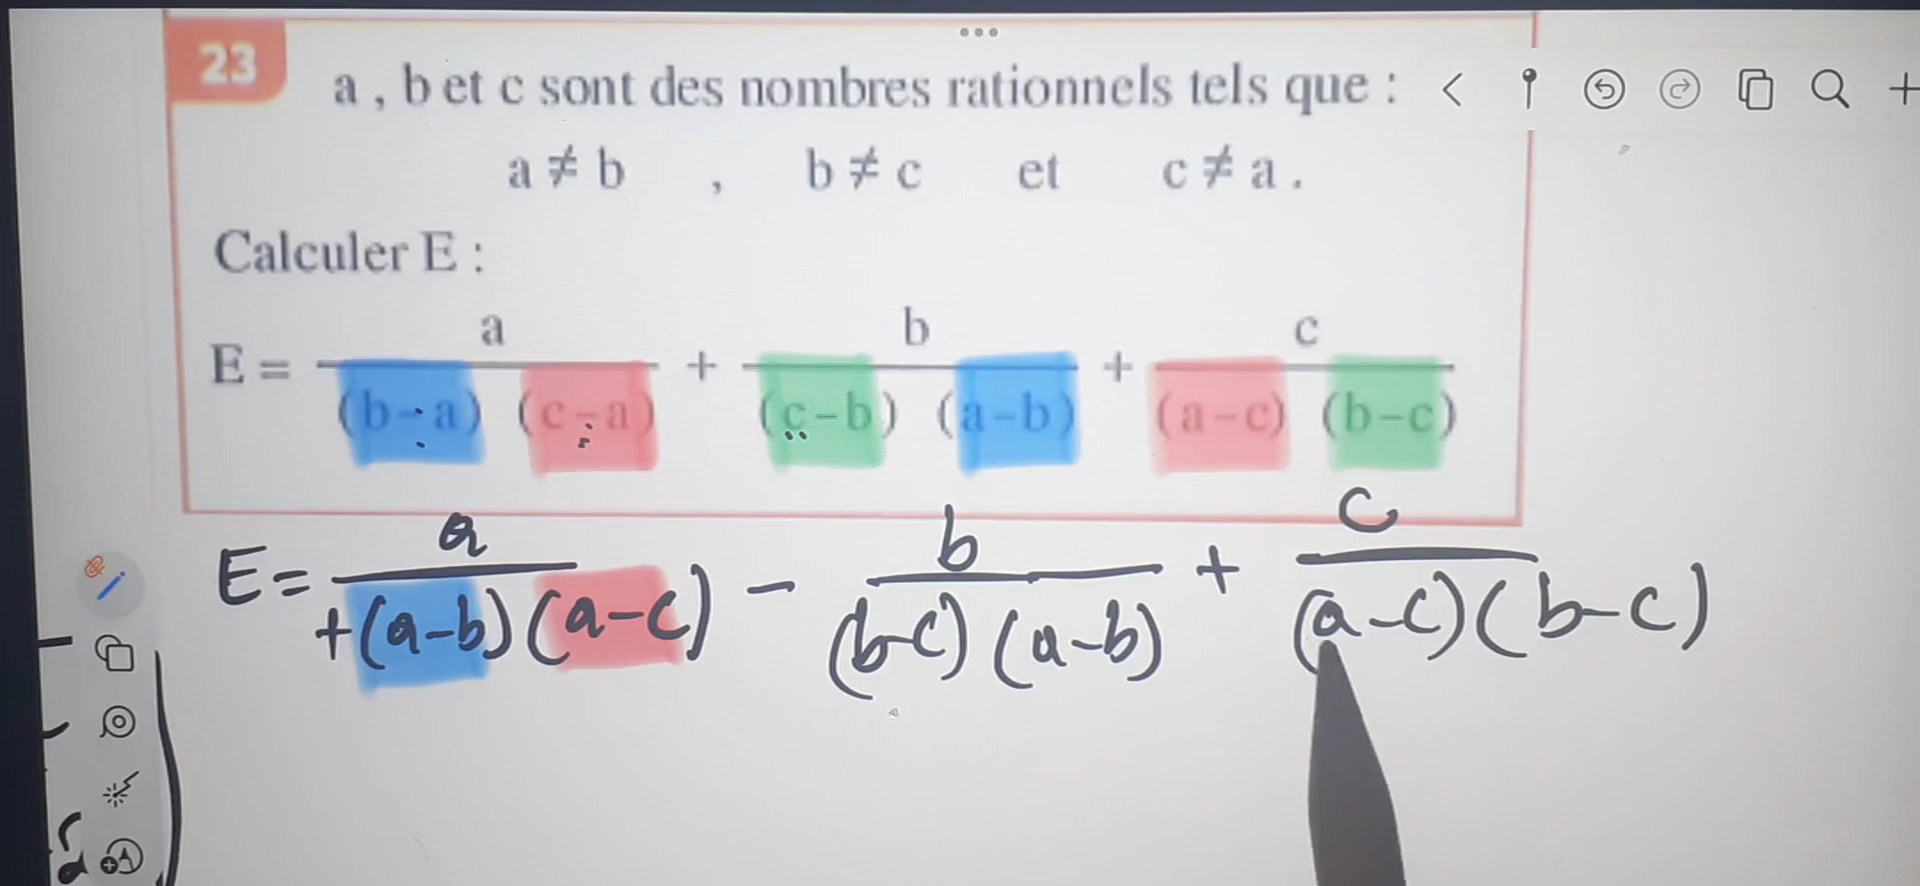 23
a , b et c sont des nombres rationnels tels que :
a ≠ b , b ≠ c et c ≠ a .
Calculer E :
E = a/((b-a) (c-a)) + b/((c-b) (a-b)) + c/((a-c) (b-c))
E = a/(+(a-b)(a-c)) - b/((b-c)(a-b)) + c/((a-c)(b-c))